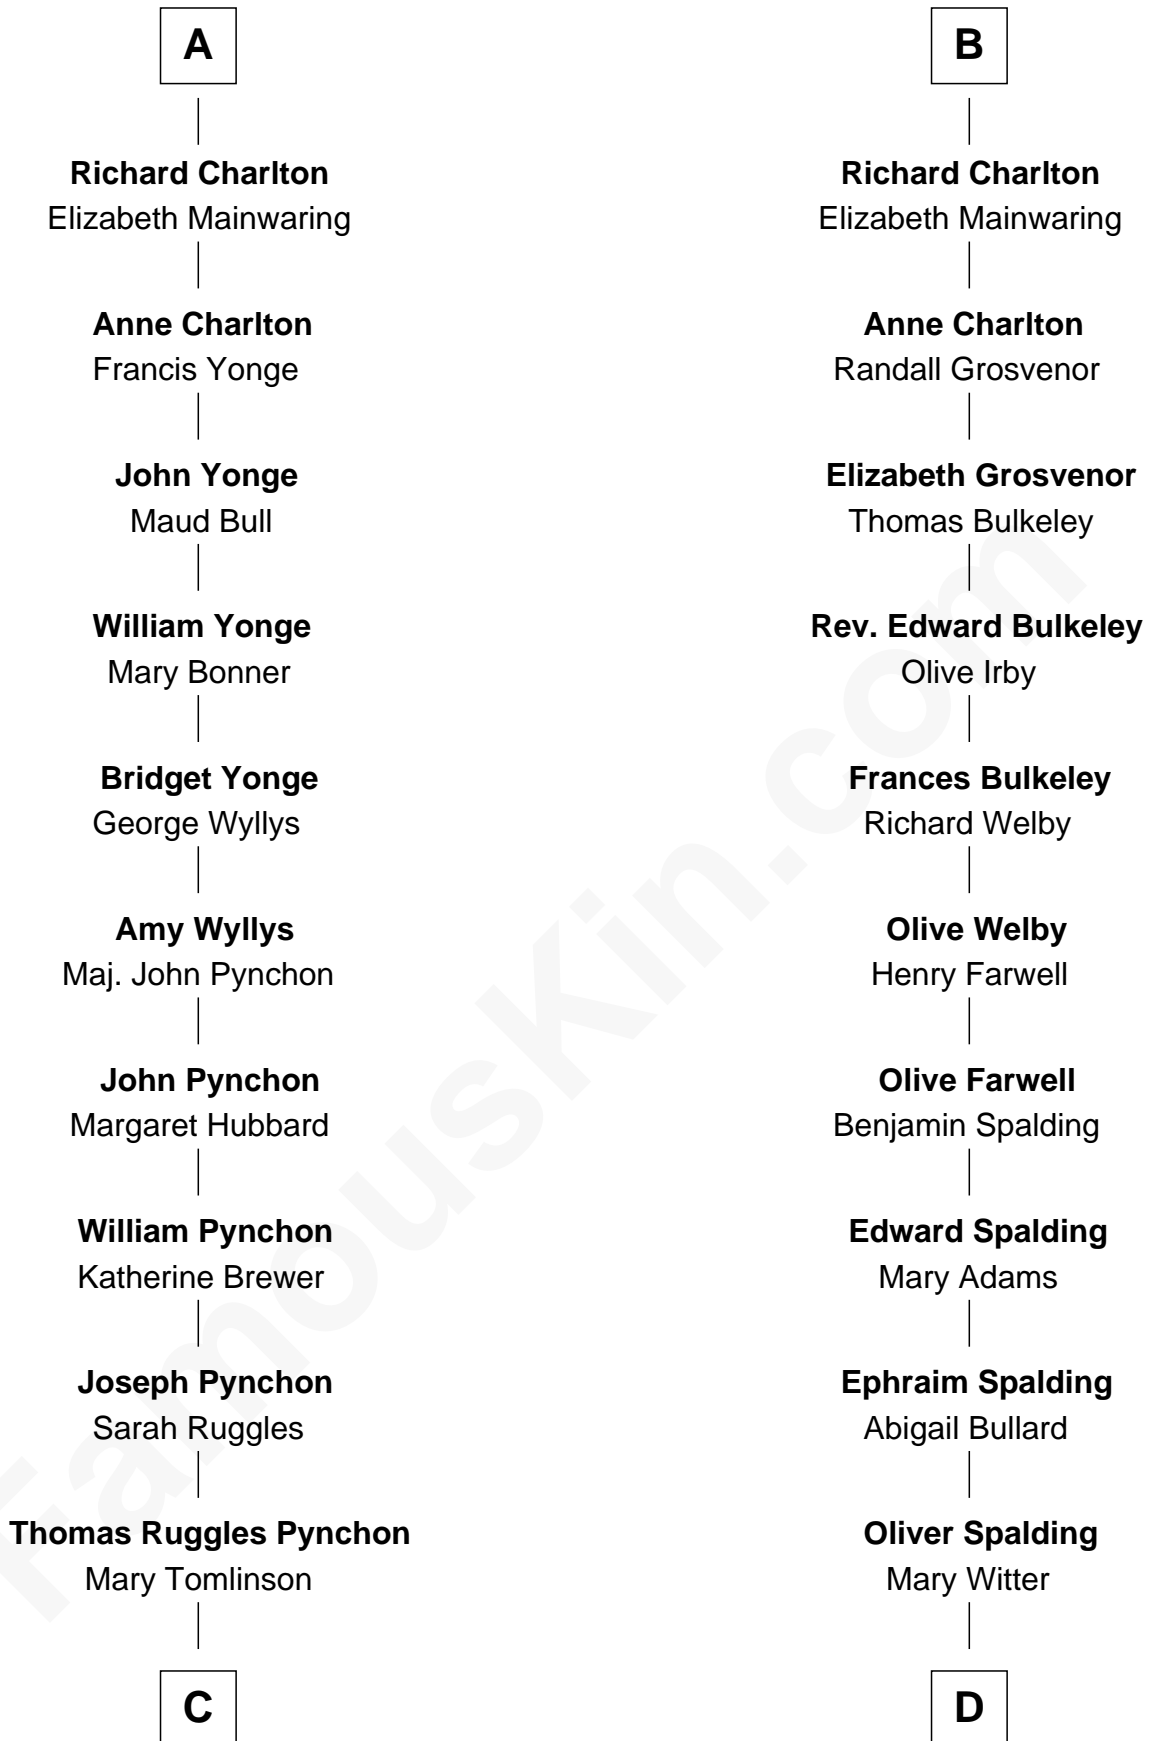 A
Richard Charlton
Elizabeth Mainwaring
Anne Charlton
Francis Yonge
John Yonge
Maud Bull
William Yonge
Mary Bonner
Bridget Yonge
George Wyllys
Amy Wyllys
Maj. John Pynchon
John Pynchon
Margaret Hubbard
William Pynchon
Katherine Brewer
Joseph Pynchon
Sarah Ruggles
Thomas Ruggles Pynchon
Mary Tomlinson
C
B
Richard Charlton
Elizabeth Mainwaring
Anne Charlton
Randall Grosvenor
Elizabeth Grosvenor
Thomas Bulkeley
Rev. Edward Bulkeley
Olive Irby
Frances Bulkeley
Richard Welby
Olive Welby
Henry Farwell
Olive Farwell
Benjamin Spalding
Edward Spalding
Mary Adams
Ephraim Spalding
Abigail Bullard
Oliver Spalding
Mary Witter
D
FamousKin.com